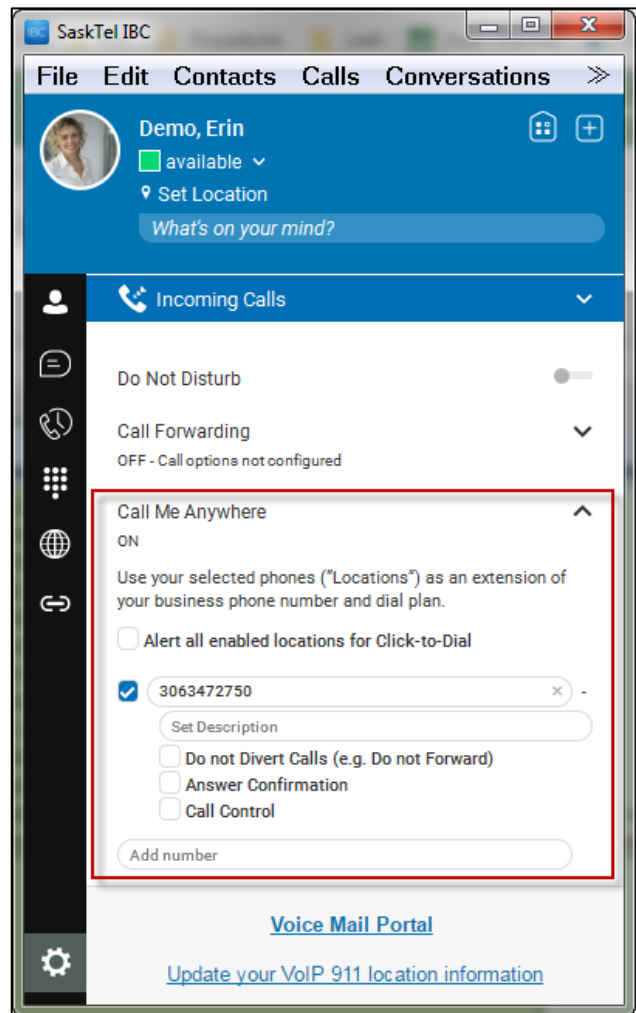 IBC SaskTel IBC
File Edit Contacts Calls Conversations
Demo, Erin
available
Set Location
What's on your mind?
Incoming Calls
Do Not Disturb
Call Forwarding
OFF - Call options not configured
Call Me Anywhere
ON
Use your selected phones ("Locations") as an extension of
your business phone number and dial plan.
Alert all enabled locations for Click-to-Dial
3063472750
Set Description
Do not Divert Calls (e.g. Do not Forward)
Answer Confirmation
Call Control
Add number
Voice Mail Portal
Update your VoIP 911 location information